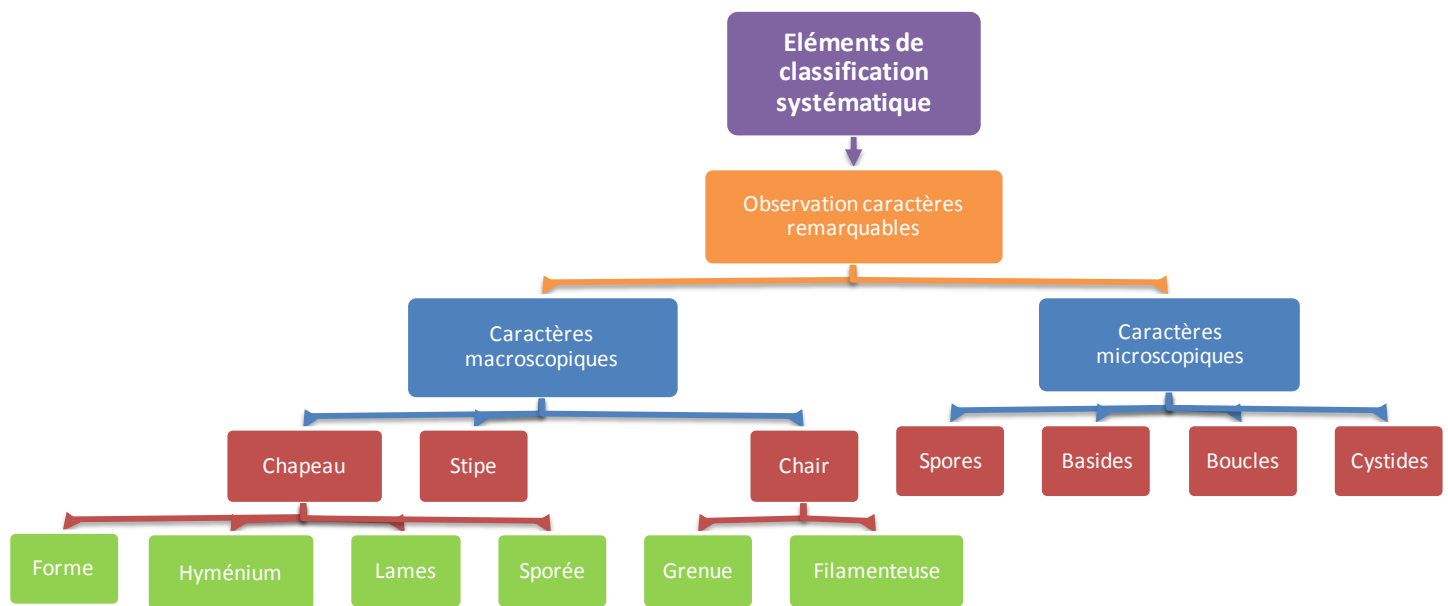 Eléments de
classification
systématique
Observation caractères
remarquables
Caractères
macroscopiques
Caractères
microscopiques
Chapeau
Stipe
Chair
Spores
Basides
Boucles
Cystides
Forme
Hyménium
Lames
Sporée
Grenue
Filamenteuse